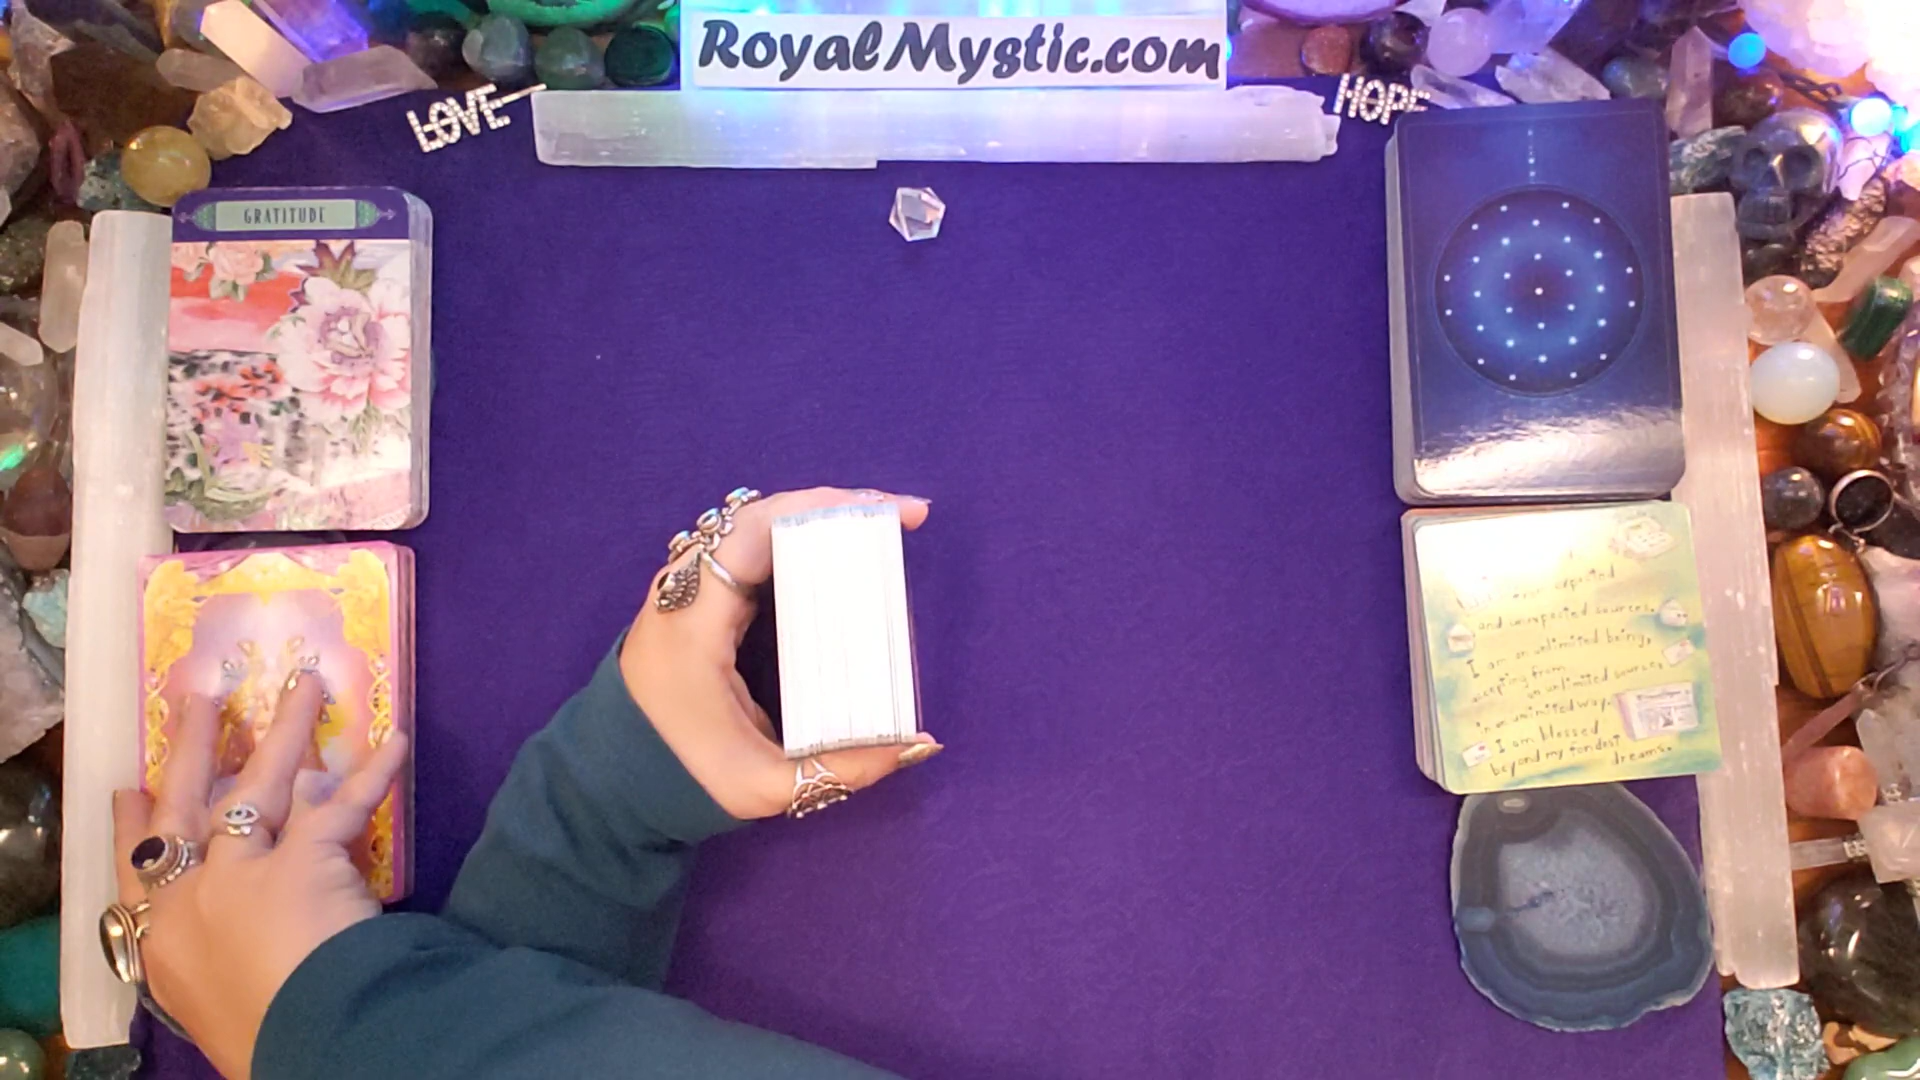 RoyalMystic.com
LOVE
HOPE
GRATITUDE
expected
and unexpected sources.
I am an unlimited being,
accepting from
an unlimited source
in an unlimited way.
I am blessed
beyond my fondest
dreams.